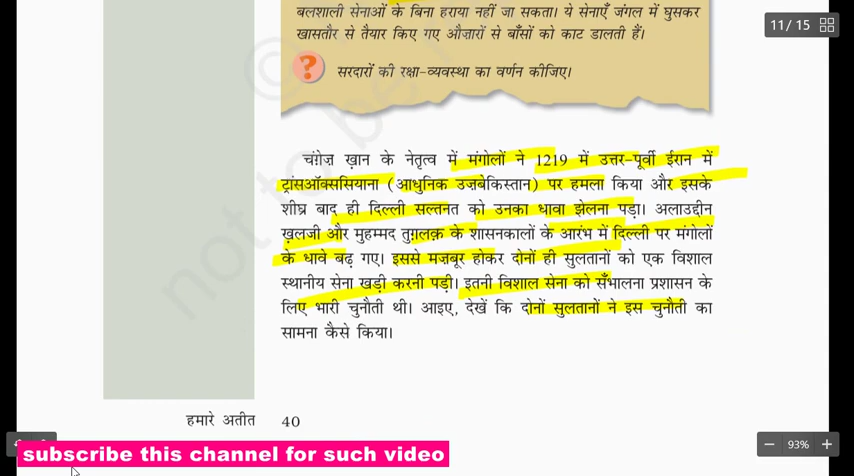 बलशाली सेनाओं के बिना हराया नहीं जा सकता। ये सेनाएँ जंगल में घुसकर
खासतौर से तैयार किए गए औजारों से बाँसों को काट डालती हैं।
11 / 15
?
सरदारों की रक्षा-व्यवस्था का वर्णन कीजिए।
चंगेज़ ख़ान के नेतृत्व में मंगोलों ने 1219 में उत्तर-पूर्वी ईरान में
ट्रांसऑक्ससियाना (आधुनिक उज़बेकिस्तान) पर हमला किया और इसके
शीघ्र बाद ही दिल्ली सल्तनत को उनका धावा झेलना पड़ा। अलाउद्दीन
ख़लजी और मुहम्मद तुग़लक़ के शासनकालों के आरंभ में दिल्ली पर मंगोलों
के धावे बढ़ गए। इससे मज़बूर होकर दोनों ही सुलतानों को एक विशाल
स्थानीय सेना खड़ी करनी पड़ी। इतनी विशाल सेना को सँभालना प्रशासन के
लिए भारी चुनौती थी। आइए, देखें कि दोनों सुलतानों ने इस चुनौती का
सामना कैसे किया।
हमारे अतीत 40
subscribe this channel for such video
93%